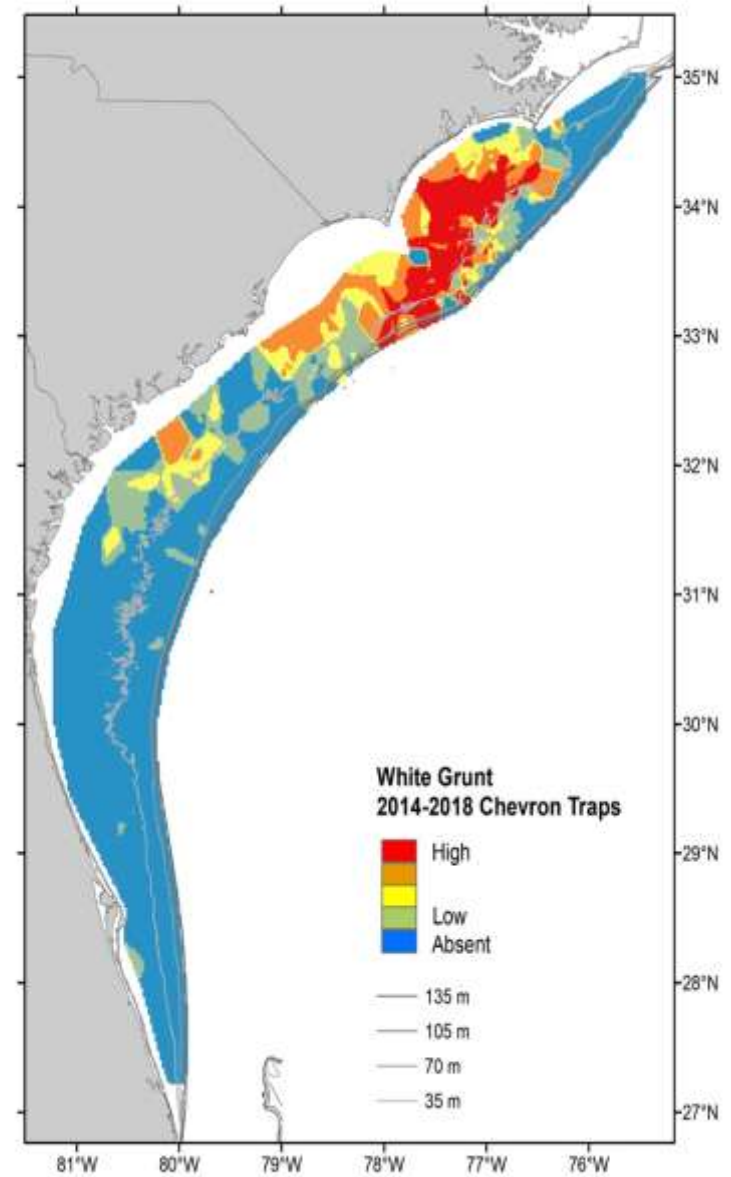 35°N
34°N
33°N
32°N
31°N
30°N
White Grunt
2014-2018 Chevron Traps
High
29°N
Low
Absent
28°N
135 m
105 m
70 m
35 m
27°N
81°W 80°W 79°W 78°W 77°W 76°W